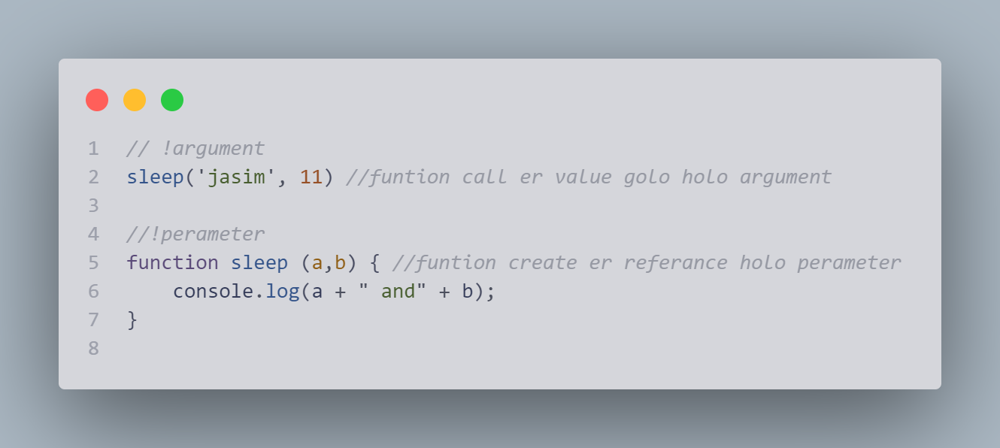 1 // !argument
2 sleep('jasim', 11) //funtion call er value golo holo argument
3
4 //!perameter
5 function sleep (a,b) { //funtion create er referance holo perameter
6     console.log(a + " and" + b);
7 }
8